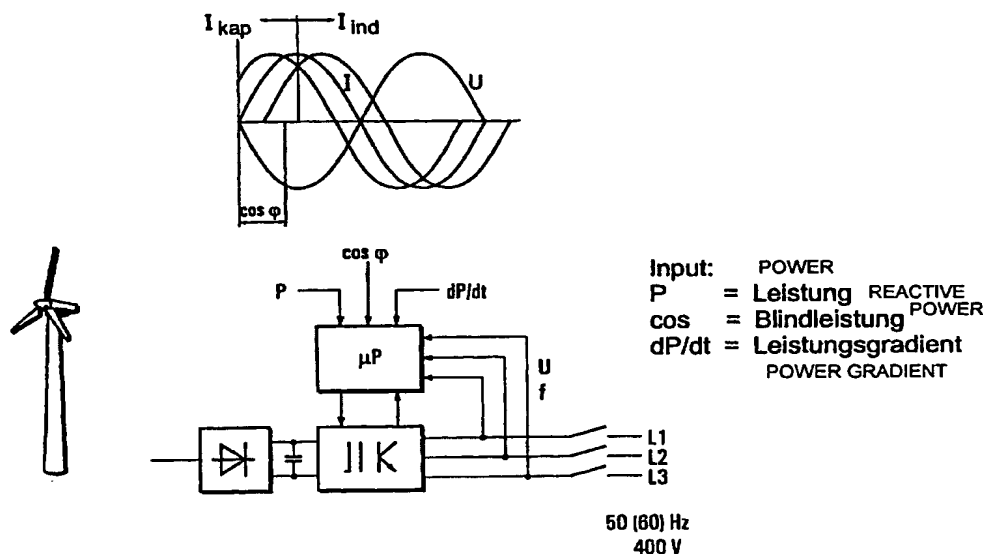 I kap I ind
I U
cos φ
cos φ
P dP/dt
μP
U
f
L1
L2
L3
50 (60) Hz
400 V
Input: POWER
P = Leistung REACTIVE
cos = Blindleistung POWER
dP/dt = Leistungsgradient
POWER GRADIENT